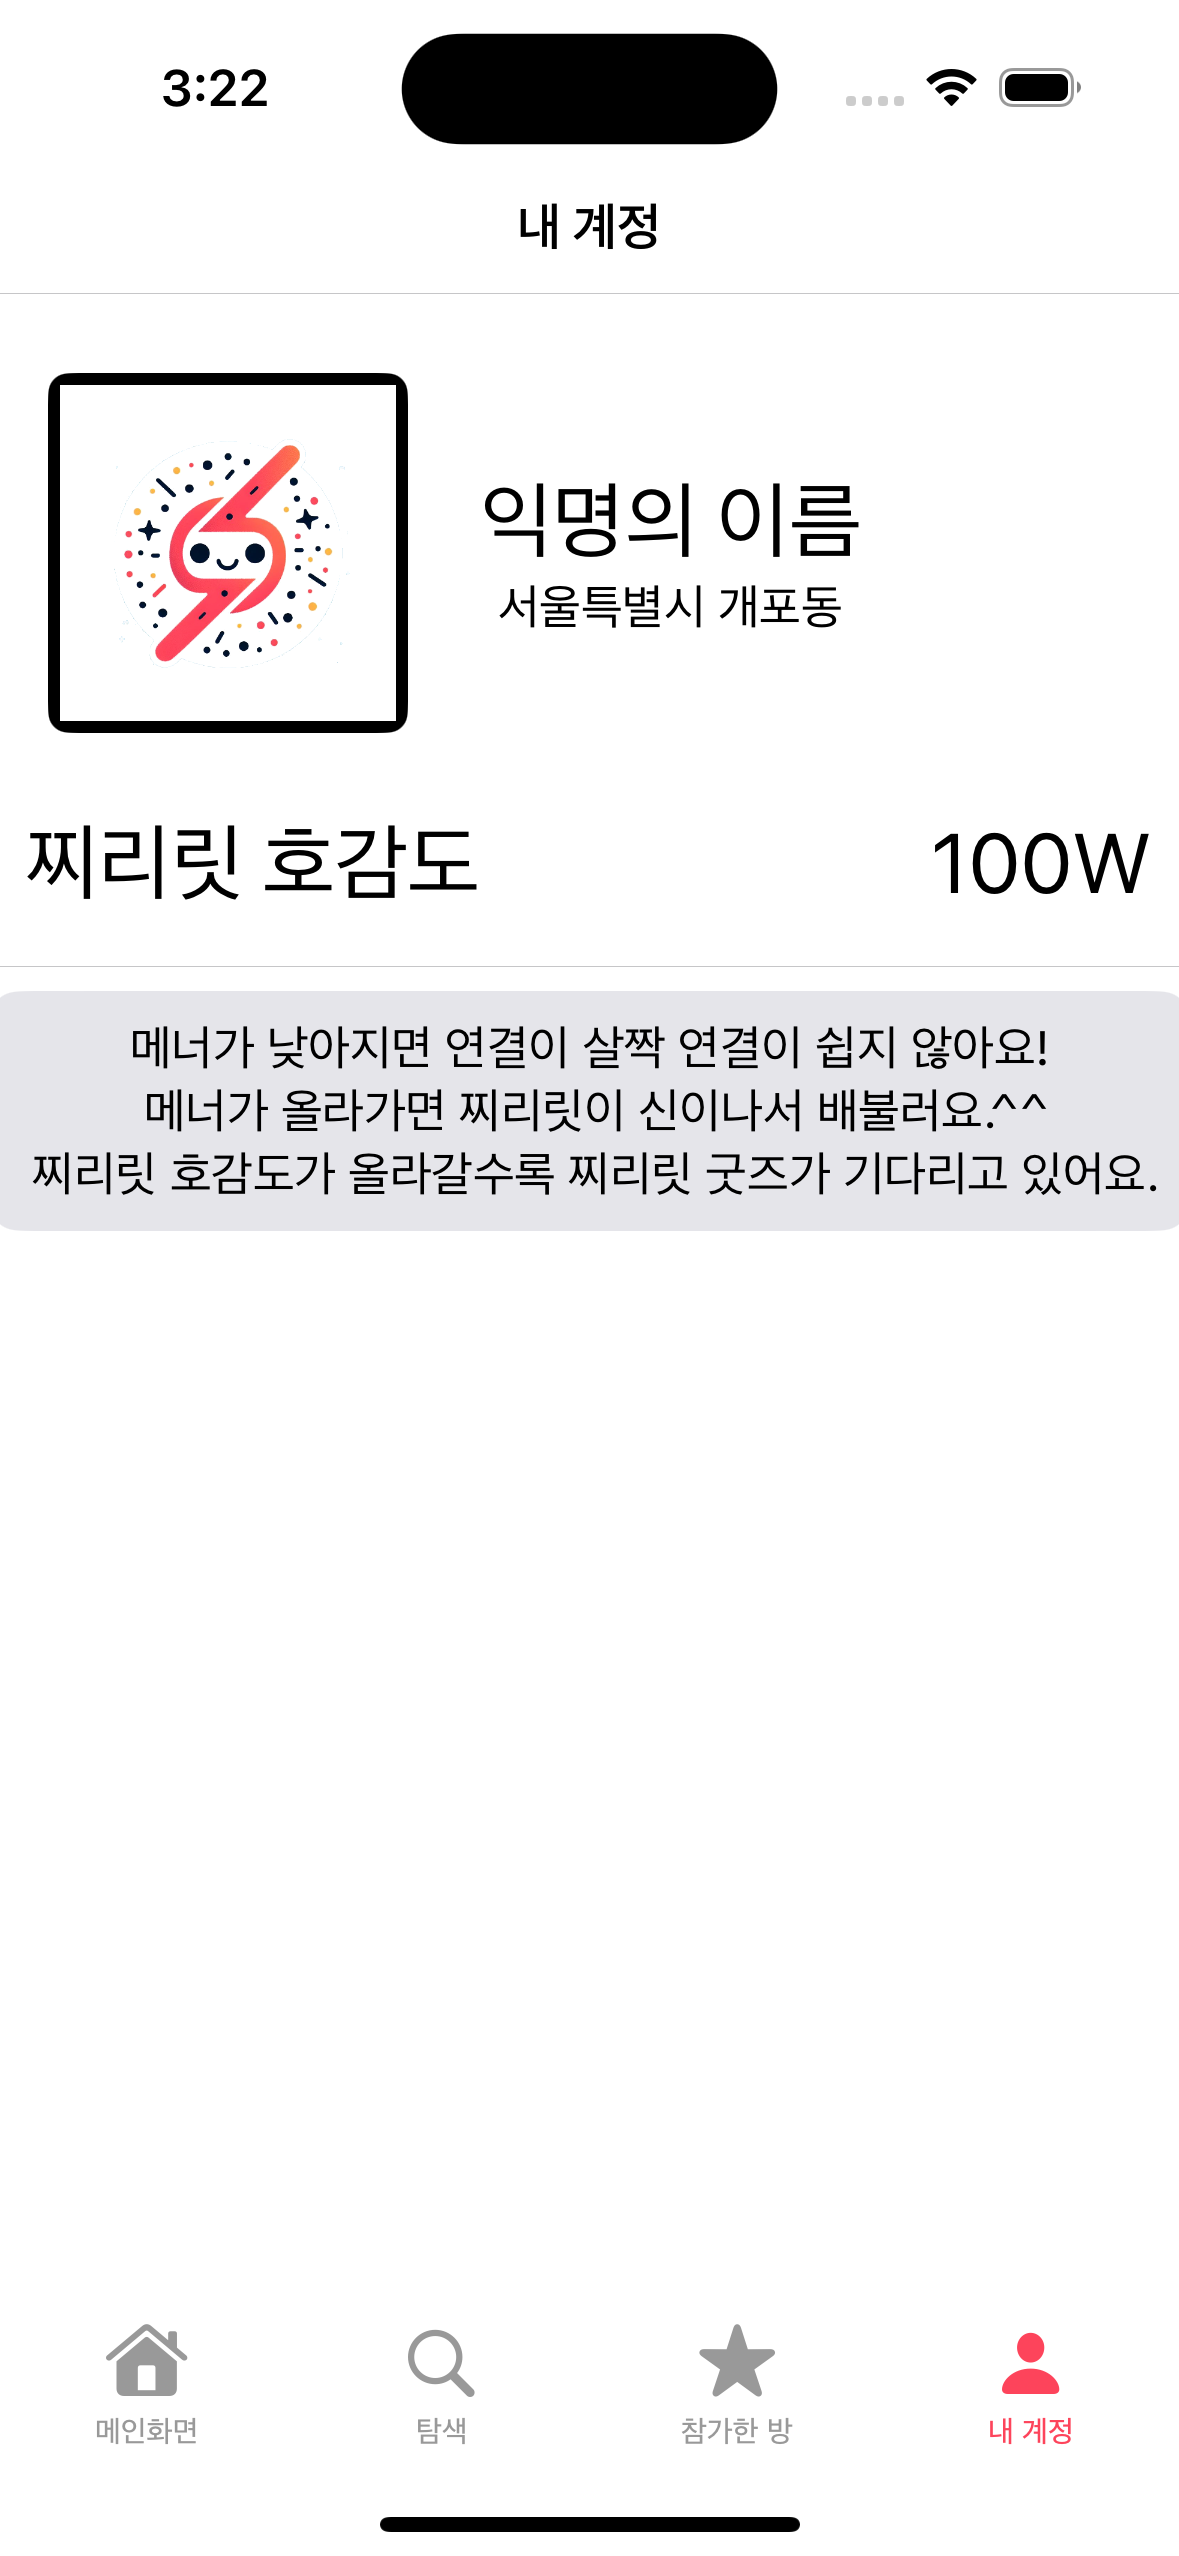 3:22
내 계정
익명의 이름
서울특별시 개포동
찌리릿 호감도
100W
메너가 낮아지면 연결이 살짝 연결이 쉽지 않아요!
메너가 올라가면 찌리릿이 신이나서 배불러요.^^
찌리릿 호감도가 올라갈수록 찌리릿 굿즈가 기다리고 있어요.
메인화면
탐색
참가한 방
내 계정